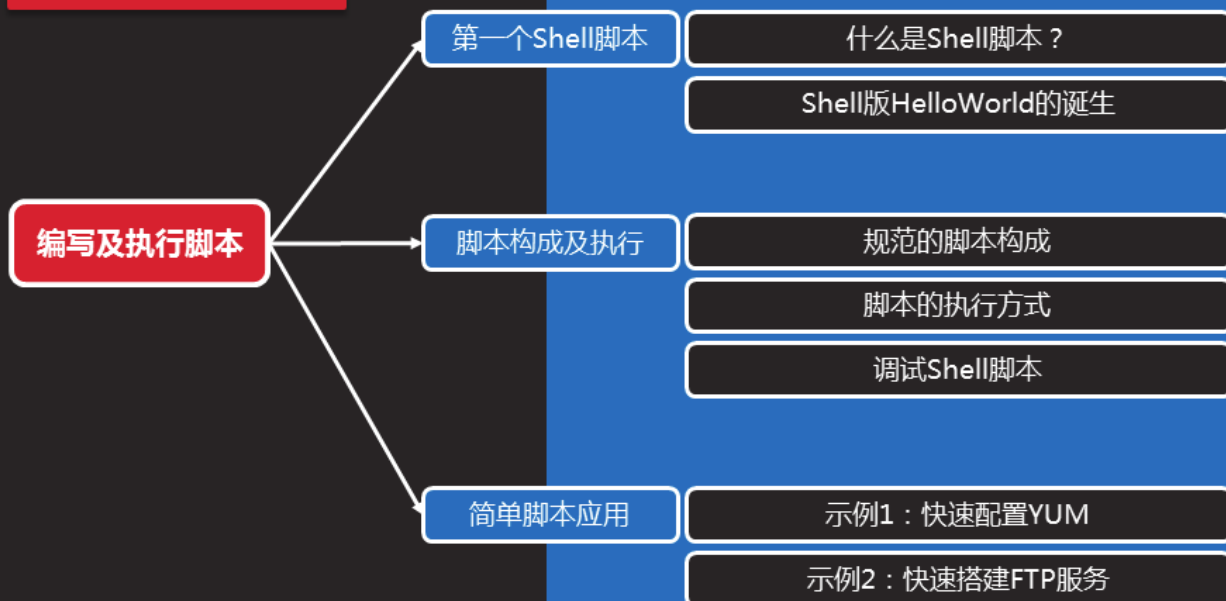 编写及执行脚本
第一个Shell脚本
什么是Shell脚本？
Shell版HelloWorld的诞生
脚本构成及执行
规范的脚本构成
脚本的执行方式
调试Shell脚本
简单脚本应用
示例1：快速配置YUM
示例2：快速搭建FTP服务